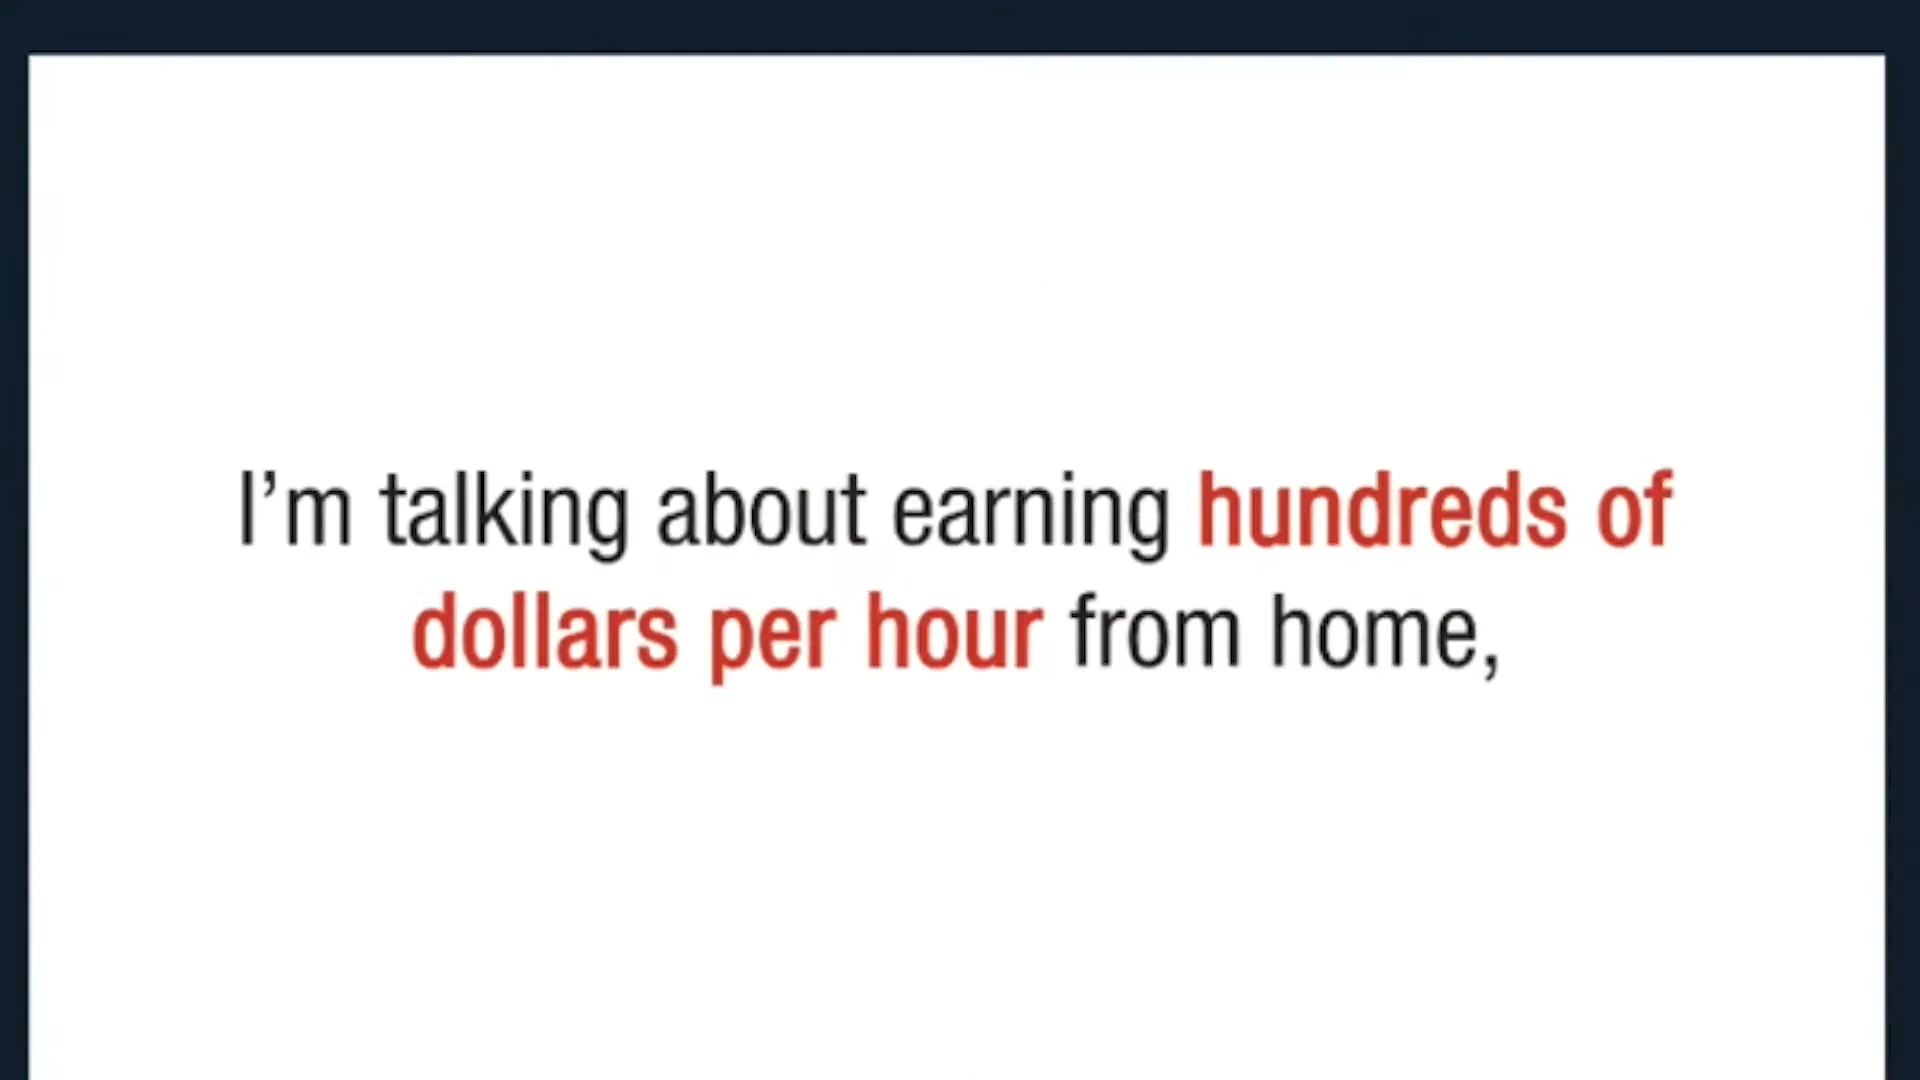 I’m talking about earning hundreds of
dollars per hour from home,